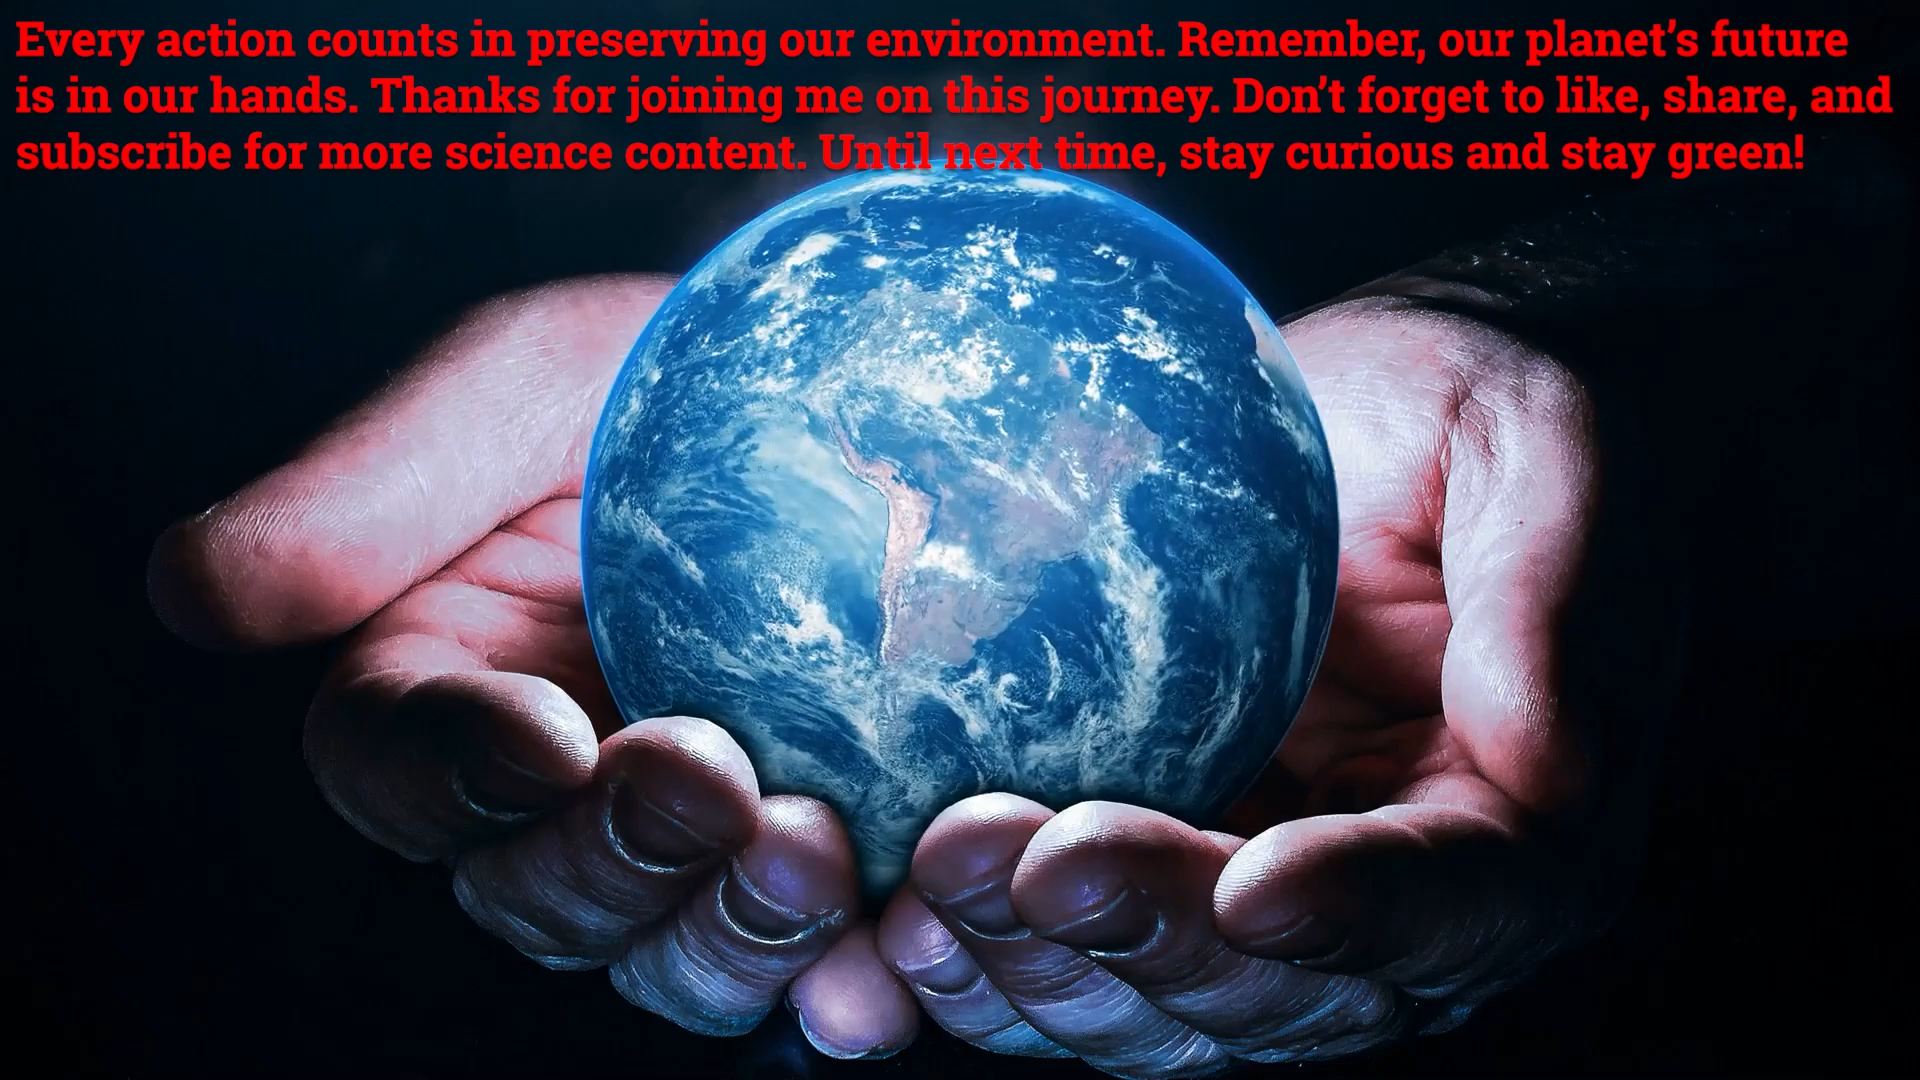 Every action counts in preserving our environment. Remember, our planet’s future
is in our hands. Thanks for joining me on this journey. Don’t forget to like, share, and
subscribe for more science content. Until next time, stay curious and stay green!